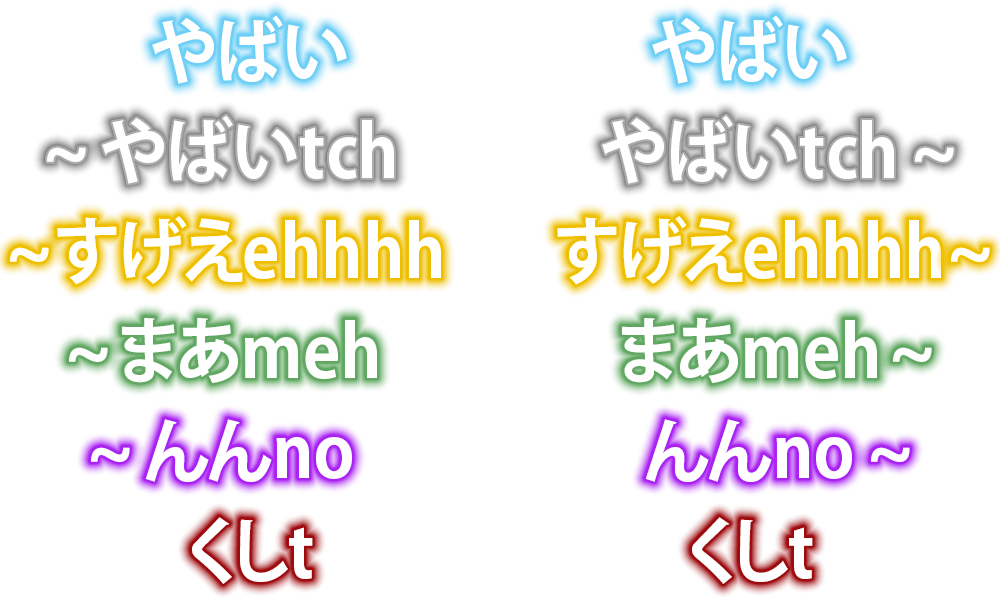 やばい やばい
~やばいtch やばいtch~
~すげえehhhh すげえehhhh~
~まあmeh まあmeh~
~んんno んんno~
くしt くしt